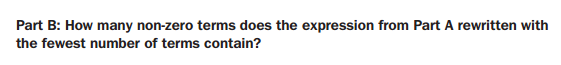 Part B: How many non-zero terms does the expression from Part A rewritten with
the fewest number of terms contain?